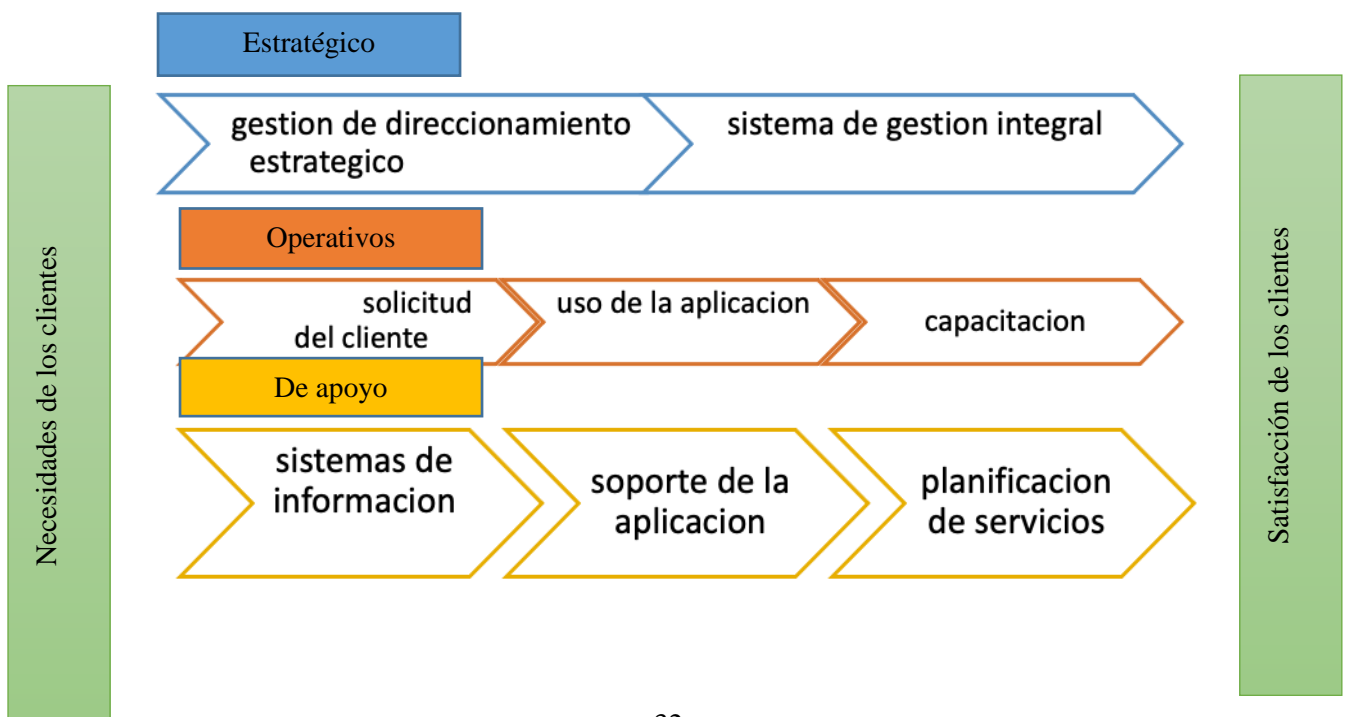 Estratégico
Necesidades de los clientes
gestion de direccionamiento
estrategico
sistema de gestion integral
Operativos
solicitud
del cliente
uso de la aplicacion
capacitacion
De apoyo
sistemas de
informacion
soporte de la
aplicacion
planificacion
de servicios
Satisfacción de los clientes